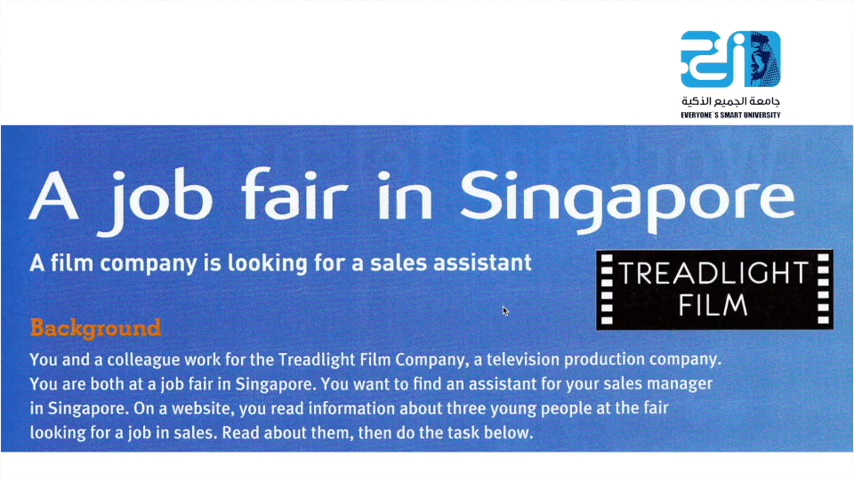 جامعة الجميع الذكية
EVERYONE'S SMART UNIVERSITY
A job fair in Singapore
A film company is looking for a sales assistant
TREADLIGHT
FILM
Background
You and a colleague work for the Treadlight Film Company, a television production company.
You are both at a job fair in Singapore. You want to find an assistant for your sales manager
in Singapore. On a website, you read information about three young people at the fair
looking for a job in sales. Read about them, then do the task below.